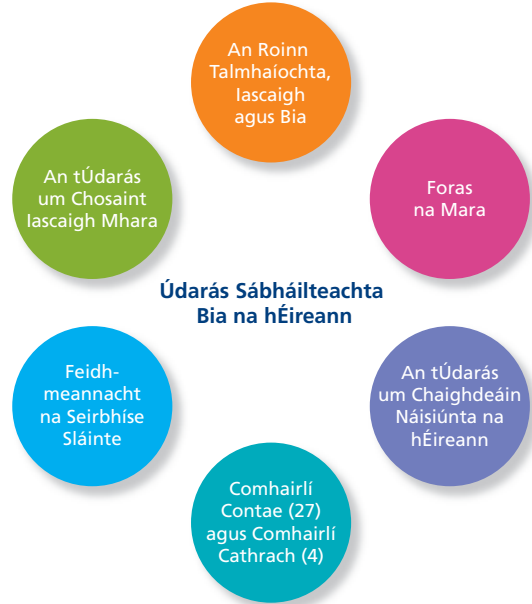 An Roinn
Talmhaíochta,
Iascaigh
agus Bia
An tÚdarás
um Chosaint
Iascaigh Mhara
Foras
na Mara
Údarás Sábháilteachta
Bia na hÉireann
Feidh-
meannacht
na Seirbhíse
Sláinte
An tÚdarás
um Chaighdeáin
Náisiúnta na
hÉireann
Comhairlí
Contae (27)
agus Comhairlí
Cathrach (4)